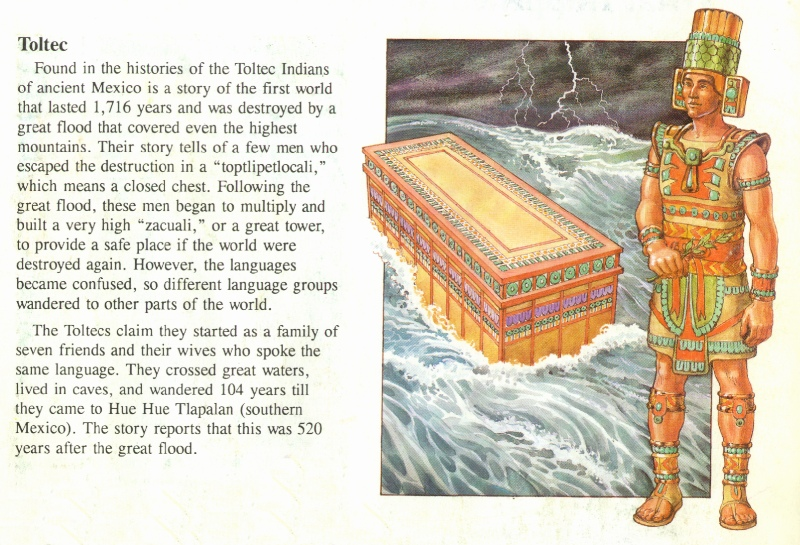 Toltec
Found in the histories of the Toltec Indians
of ancient Mexico is a story of the first world
that lasted 1,716 years and was destroyed by a
great flood that covered even the highest
mountains. Their story tells of a few men who
escaped the destruction in a “toptlipetlocali,”
which means a closed chest. Following the
great flood, these men began to multiply and
built a very high “zacuali,” or a great tower,
to provide a safe place if the world were
destroyed again. However, the languages
became confused, so different language groups
wandered to other parts of the world.
The Toltecs claim they started as a family of
seven friends and their wives who spoke the
same language. They crossed great waters,
lived in caves, and wandered 104 years till
they came to Hue Hue Tlapalan (southern
Mexico). The story reports that this was 520
years after the great flood.